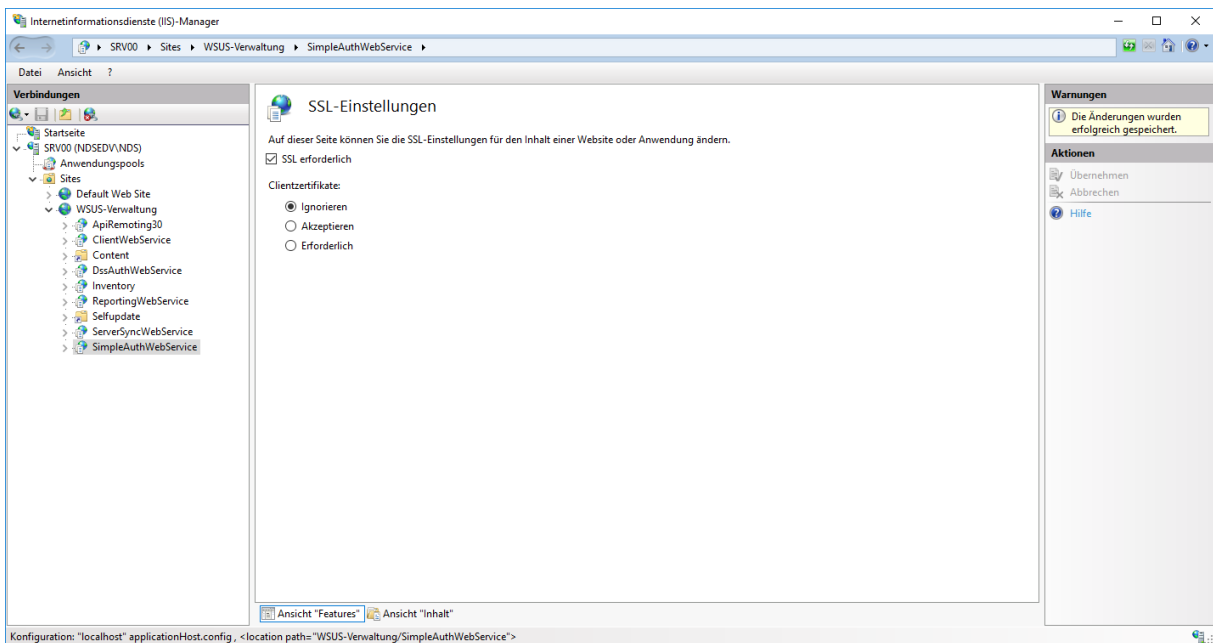 Internetinformationsdienste (IIS)-Manager
SRV00 Sites WSUS-Verwaltung SimpleAuthWebService
Datei Ansicht ?
Verbindungen
Startseite
SRV00 (NDSEDV\NDS)
Anwendungspools
Sites
Default Web Site
WSUS-Verwaltung
ApiRemoting30
ClientWebService
Content
DssAuthWebService
Inventory
ReportingWebService
Selfupdate
ServerSyncWebService
SimpleAuthWebService
SSL-Einstellungen
Auf dieser Seite können Sie die SSL-Einstellungen für den Inhalt einer Website oder Anwendung ändern.
SSL erforderlich
Clientzertifikate:
Ignorieren
Akzeptieren
Erforderlich
Ansicht "Features" Ansicht "Inhalt"
Warnungen
Die Änderungen wurden
erfolgreich gespeichert.
Aktionen
Übernehmen
Abbrechen
Hilfe
Konfiguration: "localhost" applicationHost.config , <location path="WSUS-Verwaltung/SimpleAuthWebService">